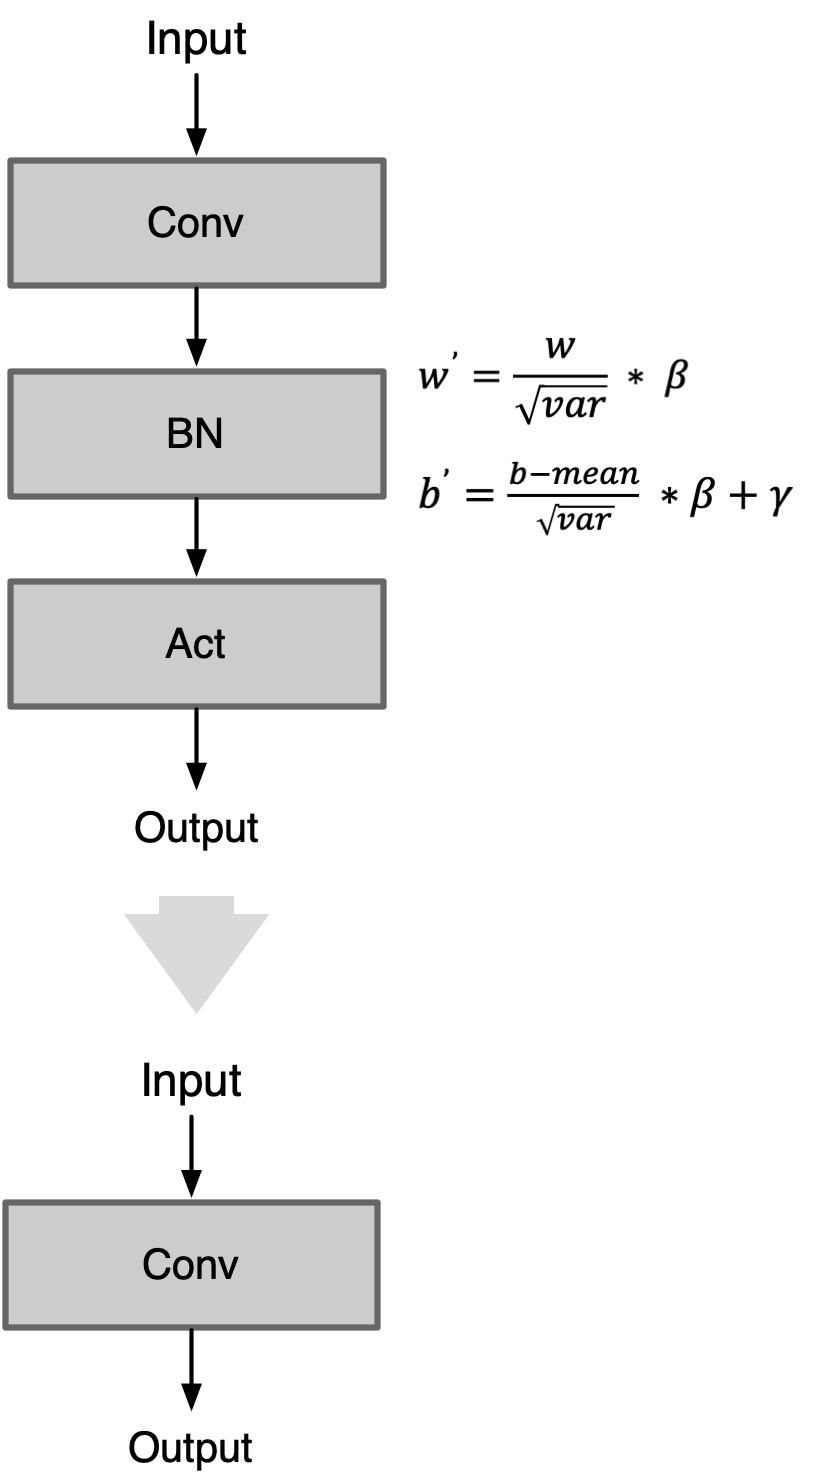 Input
Conv
BN
w' = w / √var * β
b' = b−mean / √var * β + γ
Act
Output
Input
Conv
Output